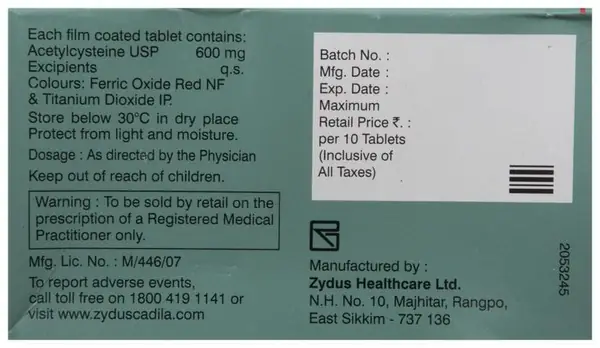 Each film coated tablet contains:
Acetylcysteine USP 600 mg
Excipients q.s.
Colours: Ferric Oxide Red NF
& Titanium Dioxide IP.
Store below 30°C in dry place
Protect from light and moisture.
Dosage : As directed by the Physician
Keep out of reach of children.
Warning : To be sold by retail on the
prescription of a Registered Medical
Practitioner only.
Mfg. Lic. No. : M/446/07
To report adverse events,
call toll free on 1800 419 1141 or
visit www.zyduscadila.com
Batch No. :
Mfg. Date :
Exp. Date :
Maximum
Retail Price ₹. :
per 10 Tablets
(Inclusive of
All Taxes)
Manufactured by :
Zydus Healthcare Ltd.
N.H. No. 10, Majhitar, Rangpo,
East Sikkim - 737 136
2053245